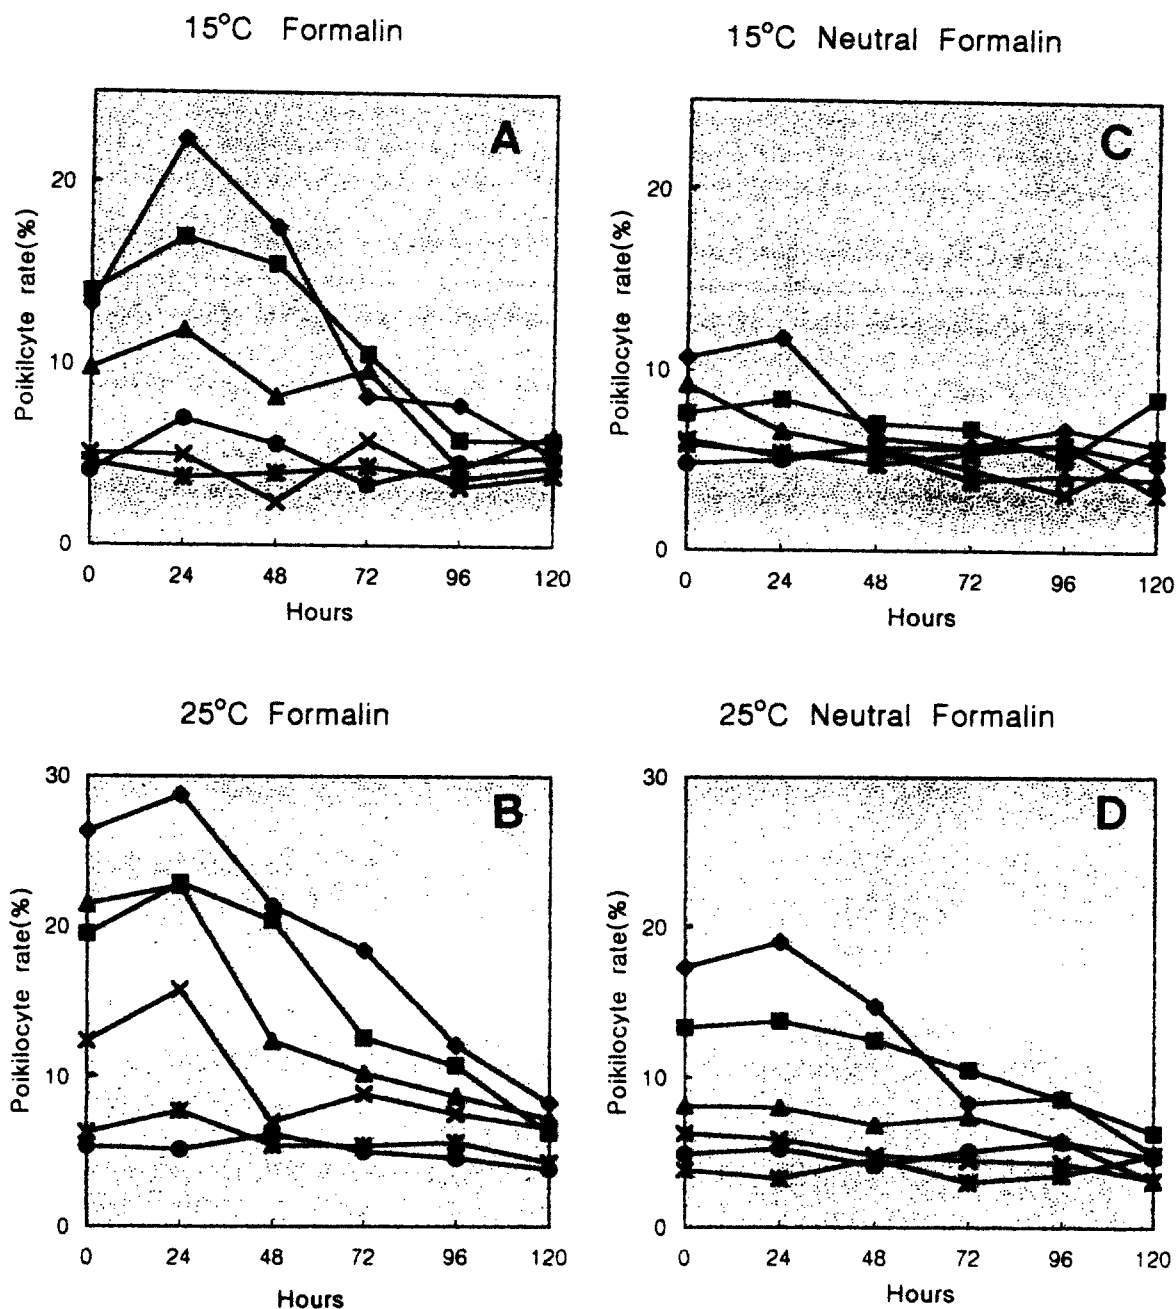 15°C Formalin
A
Poikilcyte rate(%)
20
10
0
0 24 48 72 96 120
Hours
15°C Neutral Formalin
C
Poikilocyte rate(%)
20
10
0
0 24 48 72 96 120
Hours
25°C Formalin
B
Poikilocyte rate(%)
30
20
10
0
0 24 48 72 96 120
Hours
25°C Neutral Formalin
D
Poikilocyte rate(%)
30
20
10
0
0 24 48 72 96 120
Hours